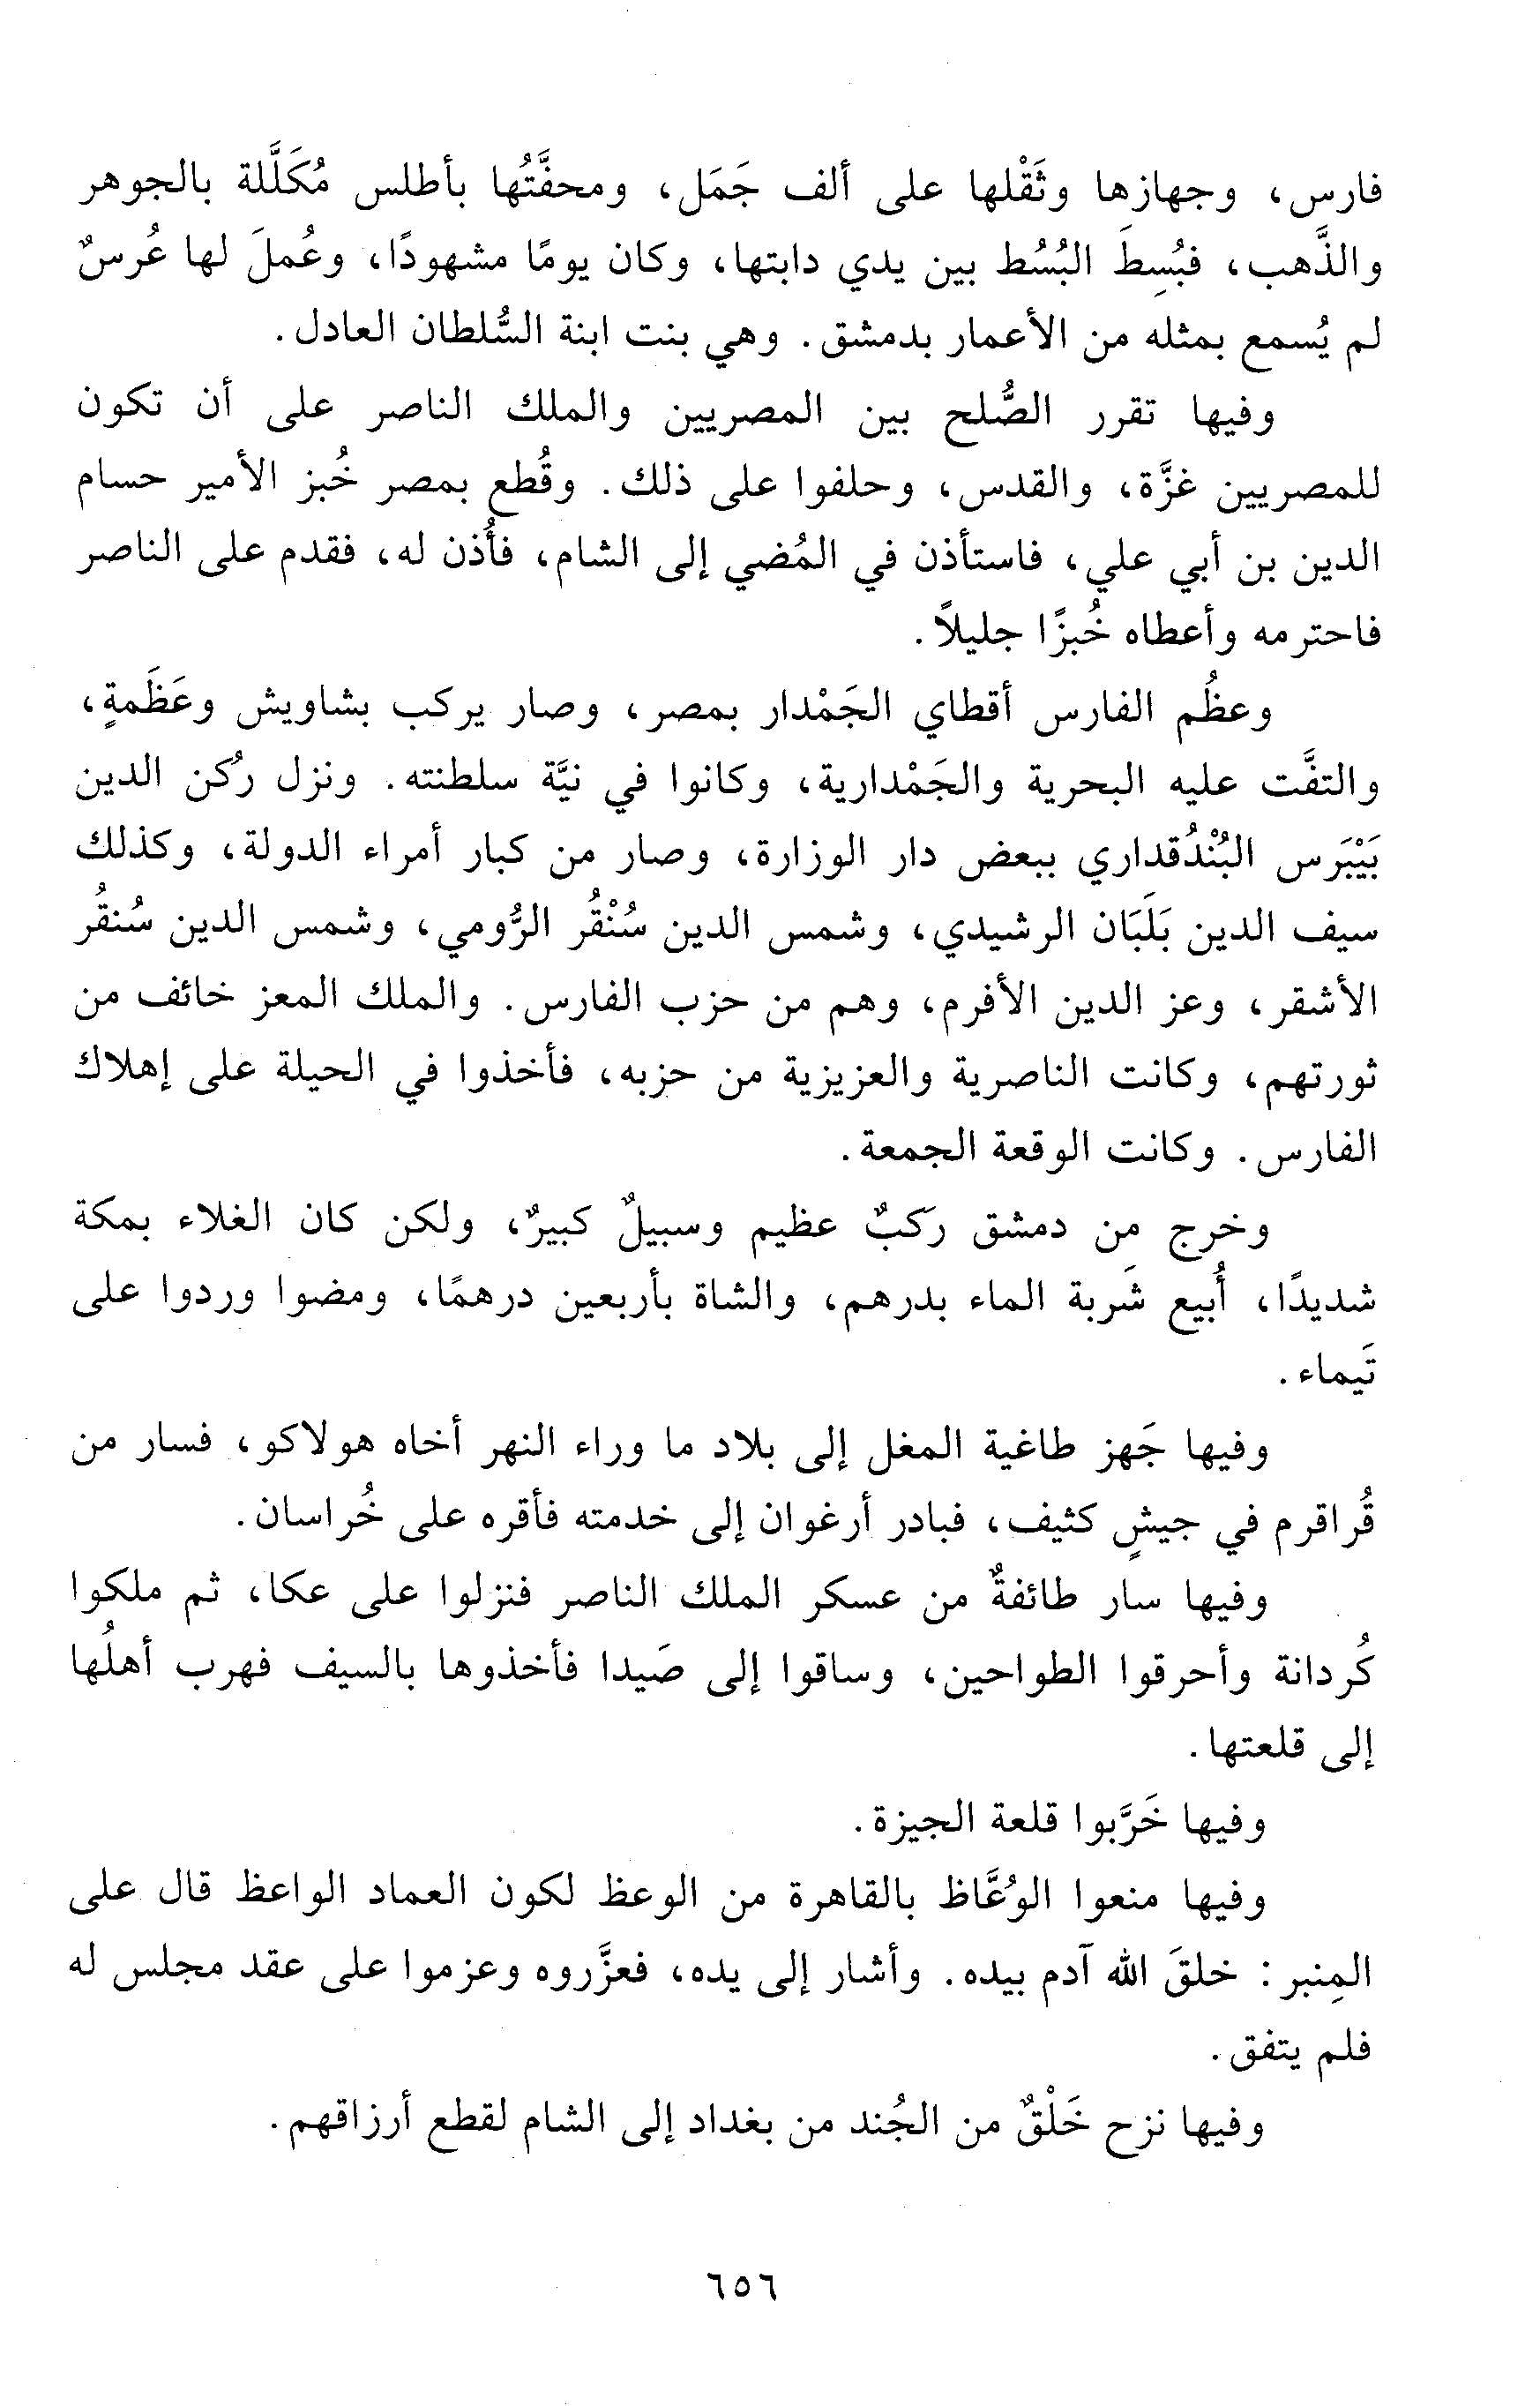 فارس، وجهازها وثَقْلها على ألف جَمَل، ومحفَّتُها بأطلس مُكَلَّلة بالجوهر
والذَّهب، فبُسِطَ البُسُط بين يدي دابتها، وكان يومًا مشهودًا، وعُملَ لها عُرسٌ
لم يُسمع بمثله من الأعمار بدمشق. وهي بنت ابنة السُّلطان العادل.
وفيها تقرر الصُّلح بين المصريين والملك الناصر على أن تكون
للمصريين غزَّة، والقدس، وحلفوا على ذلك. وقُطع بمصر خُبز الأمير حسام
الدين بن أبي علي، فاستأذن في المُضي إلى الشام، فأُذن له، فقدم على الناصر
فاحترمه وأعطاه خُبزًا جليلاً.
وعظُم الفارس أقطاي الجَمْدار بمصر، وصار يركب بشاويش وعَظَمةٍ،
والتفَّت عليه البحرية والجَمْدارية، وكانوا في نيَّة سلطنته. ونزل رُكن الدين
بَيْبَرس البُنْدُقداري ببعض دار الوزارة، وصار من كبار أمراء الدولة، وكذلك
سيف الدين بَلَبَان الرشيدي، وشمس الدين سُنْقُر الرُّومي، وشمس الدين سُنقُر
الأشقر، وعز الدين الأفرم، وهم من حزب الفارس. والملك المعز خائف من
ثورتهم، وكانت الناصرية والعزيزية من حزبه، فأخذوا في الحيلة على إهلاك
الفارس. وكانت الوقعة الجمعة.
وخرج من دمشق رَكبٌ عظيم وسبيلٌ كبيرٌ، ولكن كان الغلاء بمكة
شديدًا، أُبيع شَربة الماء بدرهم، والشاة بأربعين درهمًا، ومضوا وردوا على
تَيماء.
وفيها جَهز طاغية المغل إلى بلاد ما وراء النهر أخاه هولاكو، فسار من
قُراقرم في جيشٍ كثيف، فبادر أرغوان إلى خدمته فأقره على خُراسان.
وفيها سار طائفةٌ من عسكر الملك الناصر فنزلوا على عكا، ثم ملكوا
كُردانة وأحرقوا الطواحين، وساقوا إلى صَيدا فأخذوها بالسيف فهرب أهلُها
إلى قلعتها.
وفيها خَرَّبوا قلعة الجيزة.
وفيها منعوا الوُعَّاظ بالقاهرة من الوعظ لكون العماد الواعظ قال على
المِنبر: خلقَ الله آدم بيده. وأشار إلى يده، فعزَّروه وعزموا على عقد مجلس له
فلم يتفق.
وفيها نزح خَلْقٌ من الجُند من بغداد إلى الشام لقطع أرزاقهم.
٦٥٦